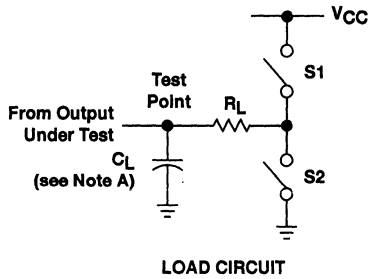 VCC
S1
Test
Point
RL
From Output
Under Test
CL
(see Note A)
S2
LOAD CIRCUIT